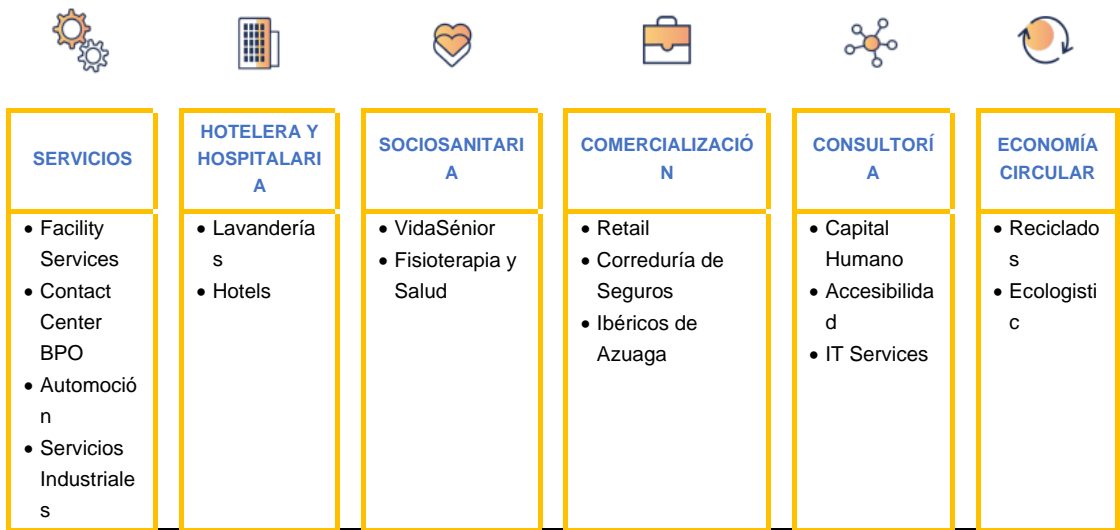 SERVICIOS
• Facility
Services
• Contact
Center
BPO
• Automoció
n
• Servicios
Industriale
s
HOTELERA Y
HOSPITALARI
A
• Lavandería
s
• Hotels
SOCIOSANITARI
A
• VidaSénior
• Fisioterapia y
Salud
COMERCIALIZACIÓ
N
• Retail
• Correduría de
Seguros
• Ibéricos de
Azuaga
CONSULTORÍ
A
• Capital
Humano
• Accesibilida
d
• IT Services
ECONOMÍA
CIRCULAR
• Reciclado
s
• Ecologisti
c